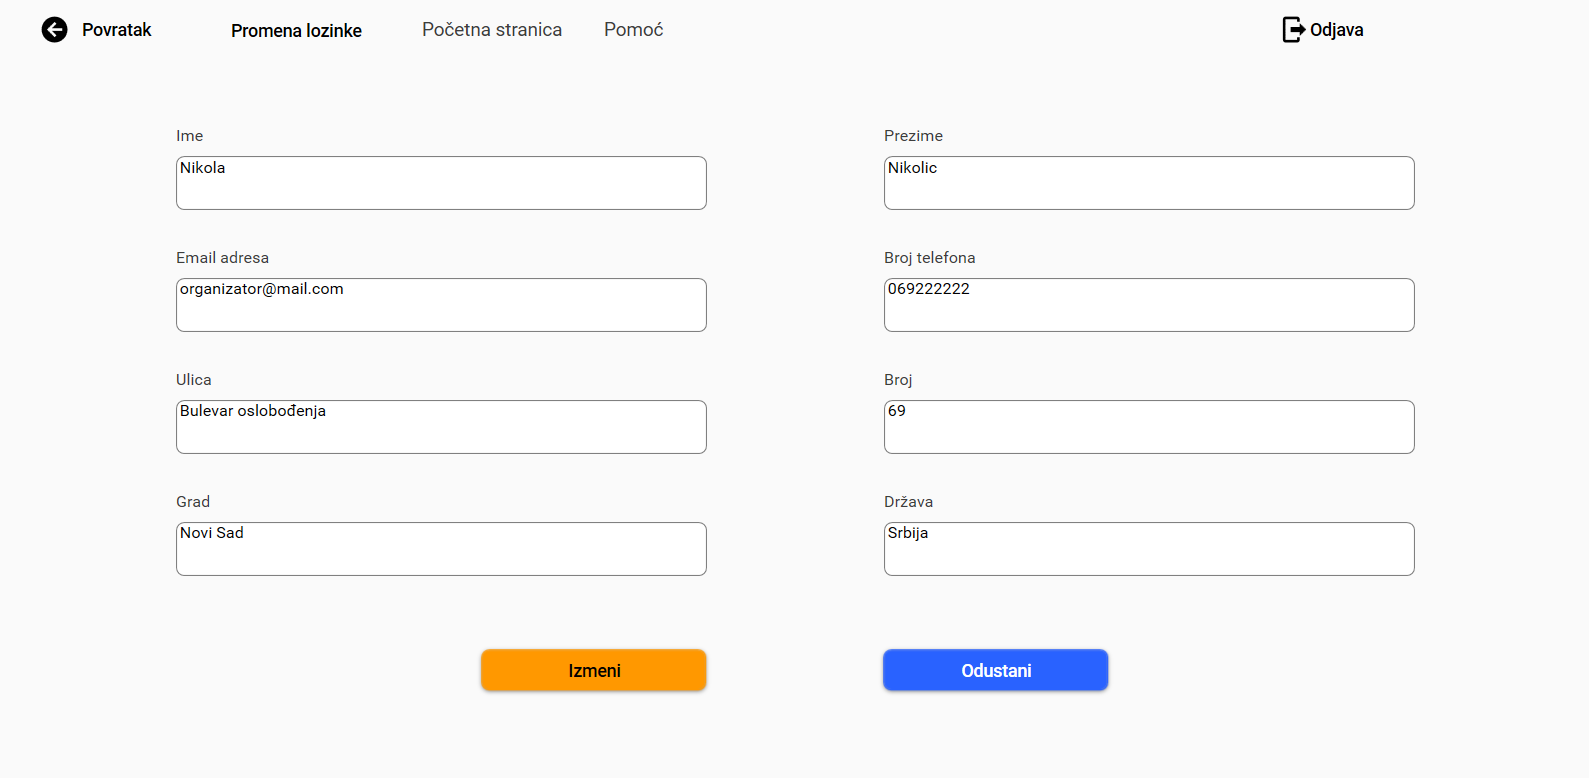 Povratak Promena lozinke Početna stranica Pomoć Odjava
Ime Prezime
Nikola Nikolic
Email adresa Broj telefona
organizator@mail.com 069222222
Ulica Broj
Bulevar oslobođenja 69
Grad Država
Novi Sad Srbija
Izmeni Odustani